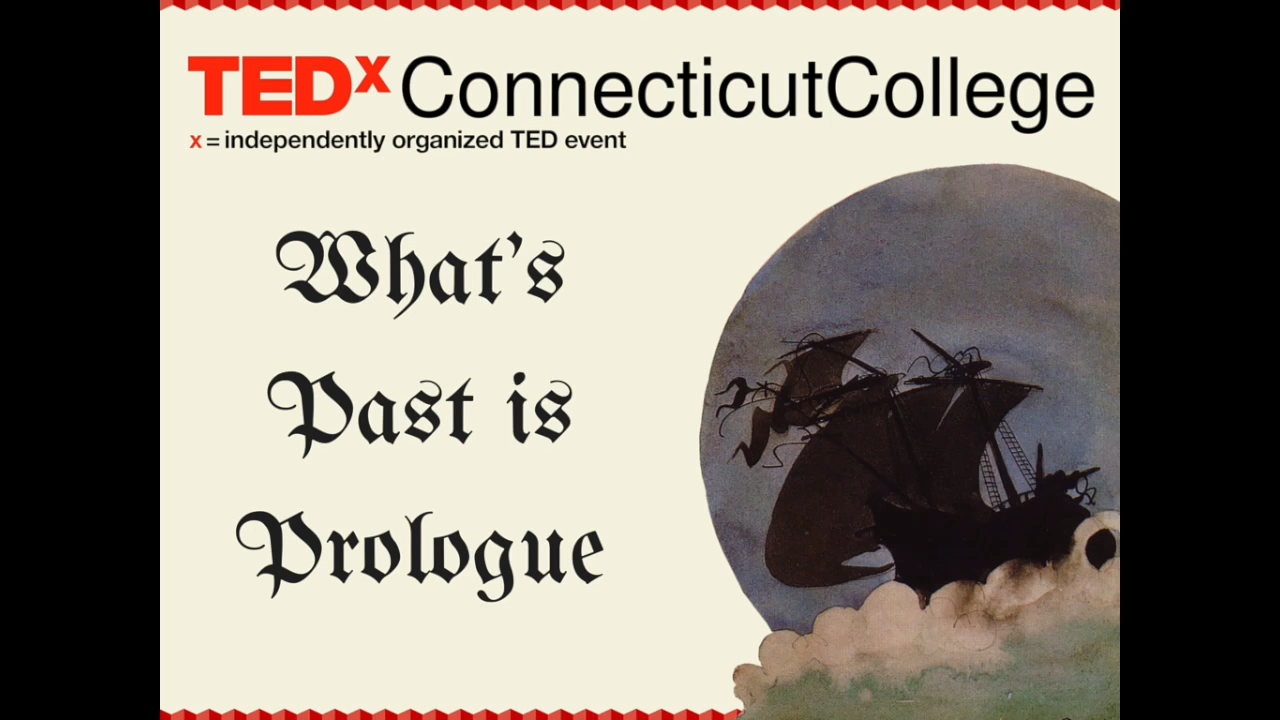 TEDx ConnecticutCollege
x = independently organized TED event
What's
Past is
Prologue